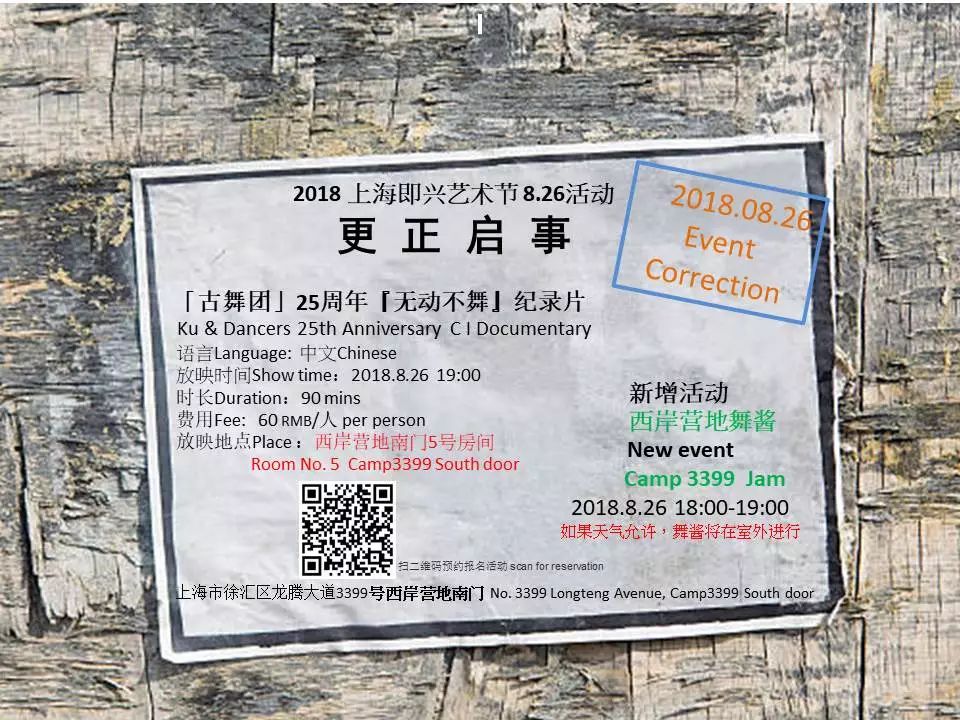 2018 上海即兴艺术节 8.26活动
更正启事
2018.08.26
Event
Correction
「古舞团」25周年『无动不舞』纪录片
Ku & Dancers 25th Anniversary C I Documentary
语言Language: 中文Chinese
放映时间Show time：2018.8.26 19:00
时长Duration：90 mins
费用Fee: 60 RMB/人 per person
放映地点Place：西岸营地南门5号房间
Room No. 5 Camp3399 South door
新增活动
西岸营地舞酱
New event
Camp 3399 Jam
2018.8.26 18:00-19:00
如果天气允许，舞酱将在室外进行
扫二维码预约报名活动 scan for reservation
上海市徐汇区龙腾大道3399号西岸营地南门 No. 3399 Longteng Avenue, Camp3399 South door